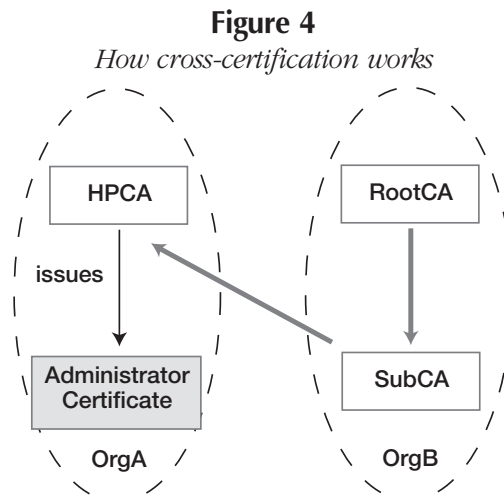 Figure 4
How cross-certification works
HPCA
RootCA
issues
Administrator
Certificate
SubCA
OrgA
OrgB